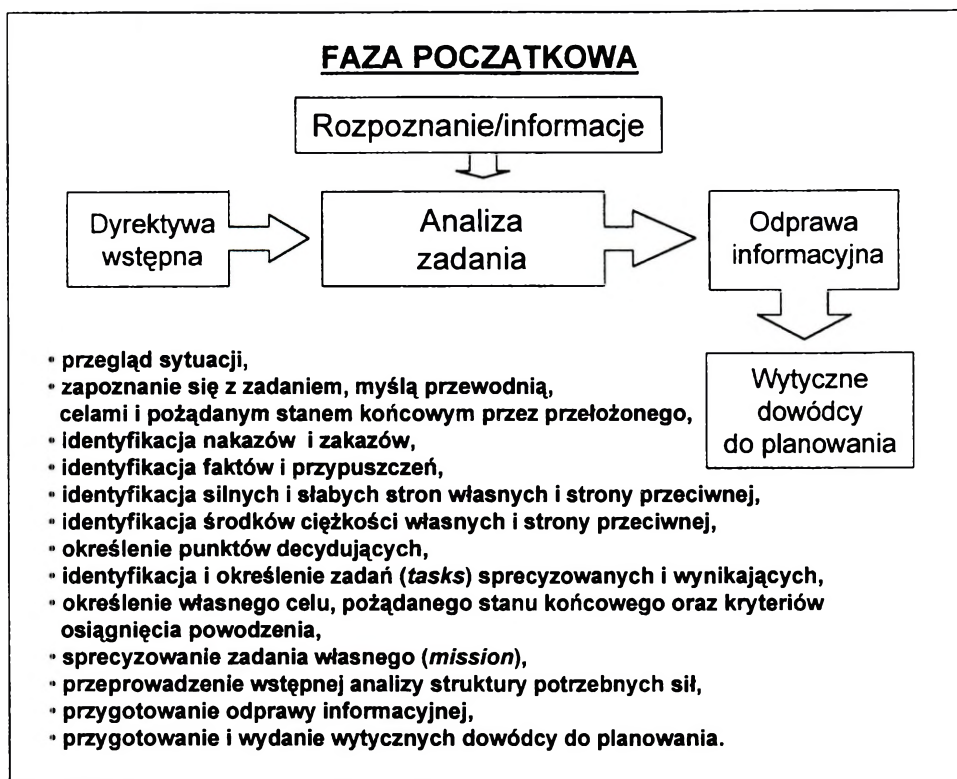 FAZA POCZĄTKOWA
Rozpoznanie/informacje
Dyrektywa
wstępna
Analiza
zadania
Odprawa
informacyjna
Wytyczne
dowódcy
do planowania
• przegląd sytuacji,
• zapoznanie się z zadaniem, myślą przewodnią,
celami i pożądanym stanem końcowym przez przełożonego,
• identyfikacja nakazów i zakazów,
• identyfikacja faktów i przypuszczeń,
• identyfikacja silnych i słabych stron własnych i strony przeciwnej,
• identyfikacja środków ciężkości własnych i strony przeciwnej,
• określenie punktów decydujących,
• identyfikacja i określenie zadań (tasks) sprecyzowanych i wynikających,
• określenie własnego celu, pożądanego stanu końcowego oraz kryteriów
osiągnięcia powodzenia,
• sprecyzowanie zadania własnego (mission),
• przeprowadzenie wstępnej analizy struktury potrzebnych sił,
• przygotowanie odprawy informacyjnej,
• przygotowanie i wydanie wytycznych dowódcy do planowania.